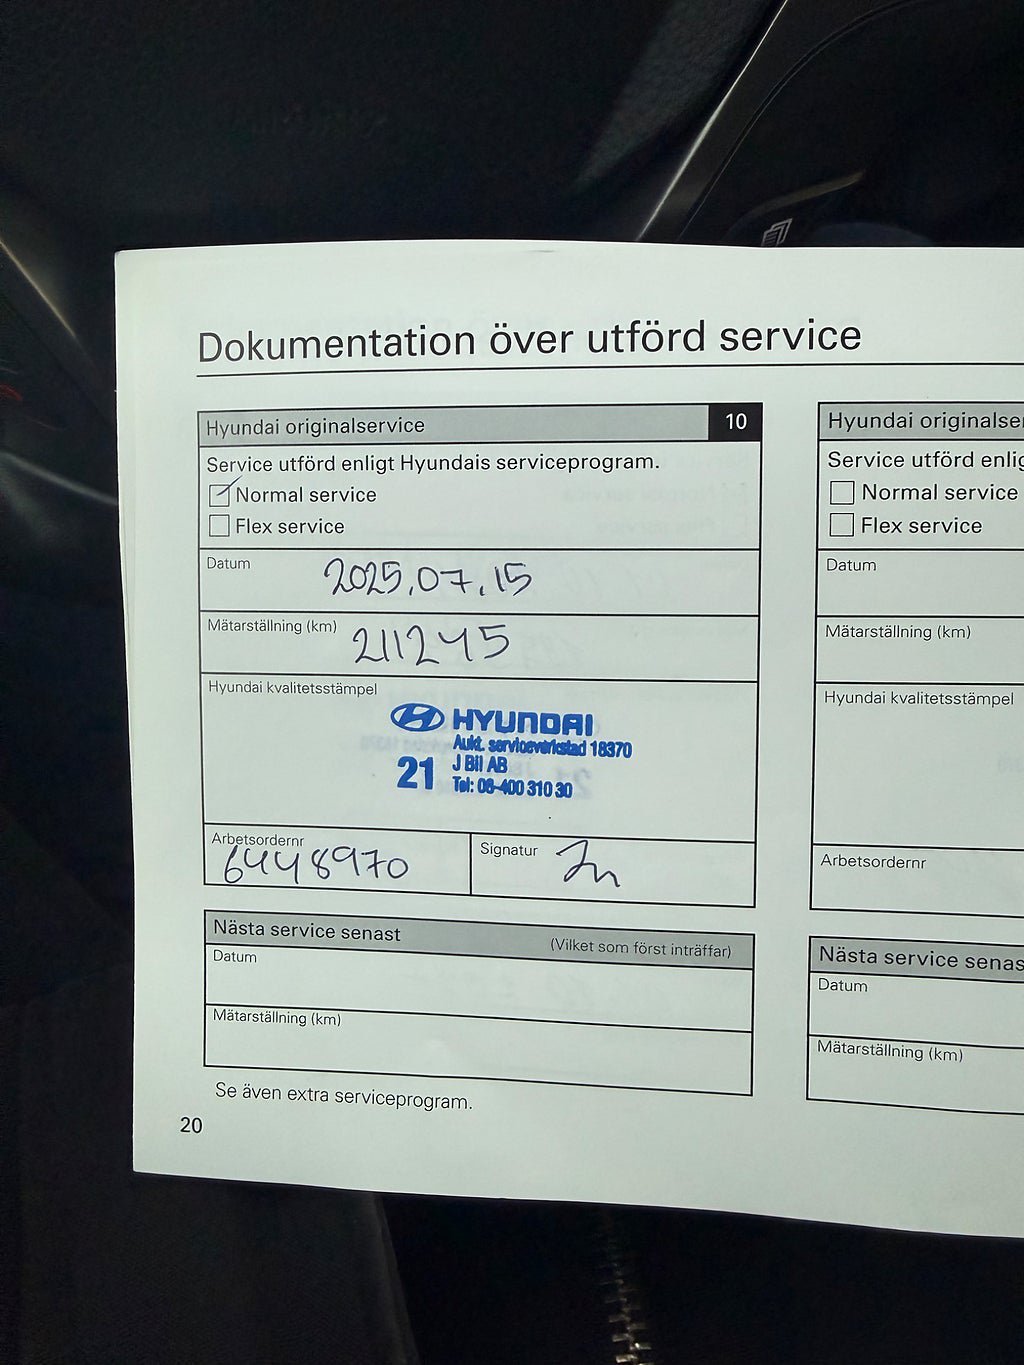 Dokumentation över utförd service
Hyundai originalservice 10
Service utförd enligt Hyundais serviceprogram.
Normal service
Flex service
Datum 2025.07.15
Mätarställning (km) 211245
Hyundai kvalitetsstämpel
HYUNDAI
Aukt. serviceverkstad 18370
21 J Bil AB
Tel: 08-400 310 30
Arbetsordernr 6448970
Signatur
Nästa service senast (Vilket som först inträffar)
Datum
Mätarställning (km)
Se även extra serviceprogram.
20
Hyundai originalser
Service utförd enlig
Normal service
Flex service
Datum
Mätarställning (km)
Hyundai kvalitetsstämpel
Arbetsordernr
Nästa service senas
Datum
Mätarställning (km)